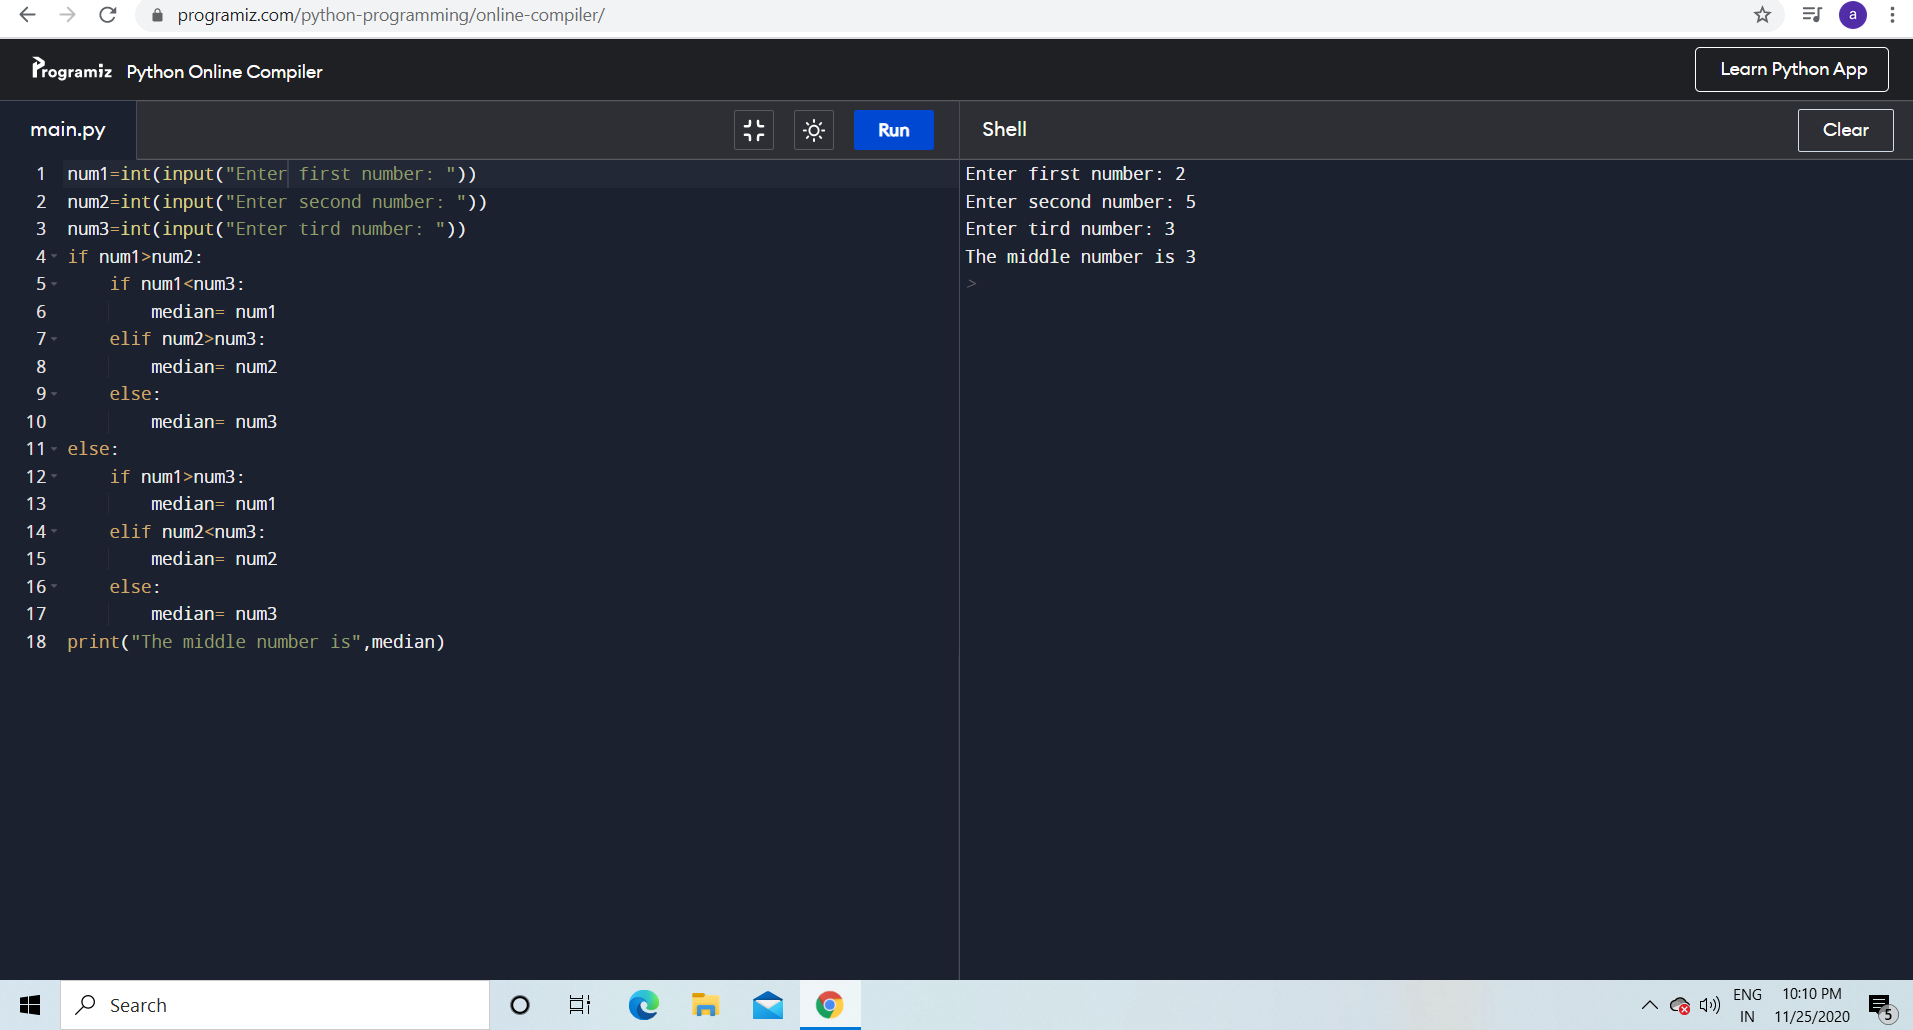 programiz.com/python-programming/online-compiler/
a
Programiz Python Online Compiler
Learn Python App
main.py
Run
Shell
Clear
1 num1=int(input("Enter first number: "))
2 num2=int(input("Enter second number: "))
3 num3=int(input("Enter tird number: "))
4 if num1>num2:
5     if num1<num3:
6         median= num1
7     elif num2>num3:
8         median= num2
9     else:
10         median= num3
11 else:
12     if num1>num3:
13         median= num1
14     elif num2<num3:
15         median= num2
16     else:
17         median= num3
18 print("The middle number is",median)
Enter first number: 2
Enter second number: 5
Enter tird number: 3
The middle number is 3
>
Search
ENG
IN
10:10 PM
11/25/2020
5